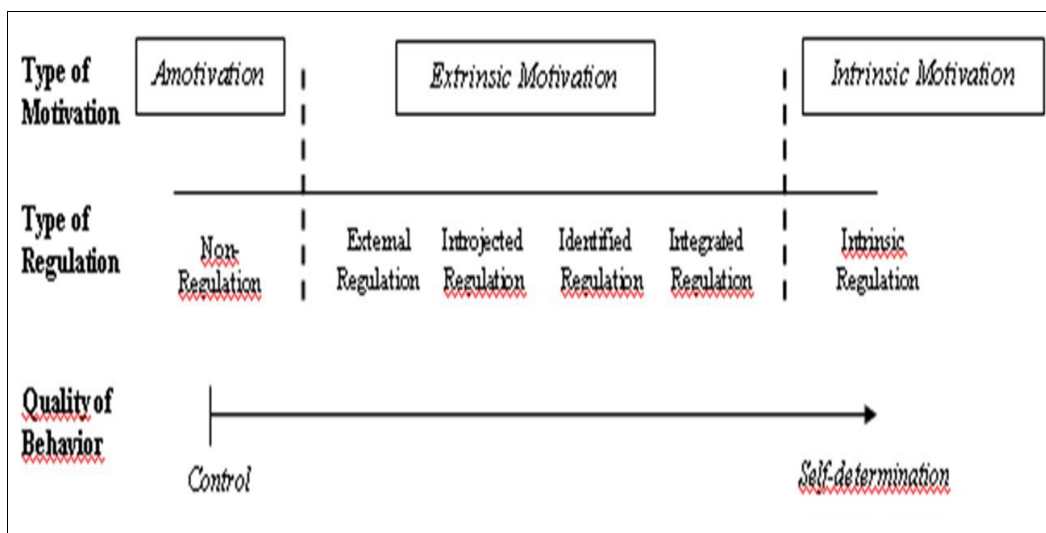 Type of
Motivation
Amotivation
Extrinsic Motivation
Intrinsic Motivation
Type of
Regulation
Non-
Regulation
External
Regulation
Introjected
Regulation
Identified
Regulation
Integrated
Regulation
Intrinsic
Regulation
Quality of
Behavior
Control
Self-determination